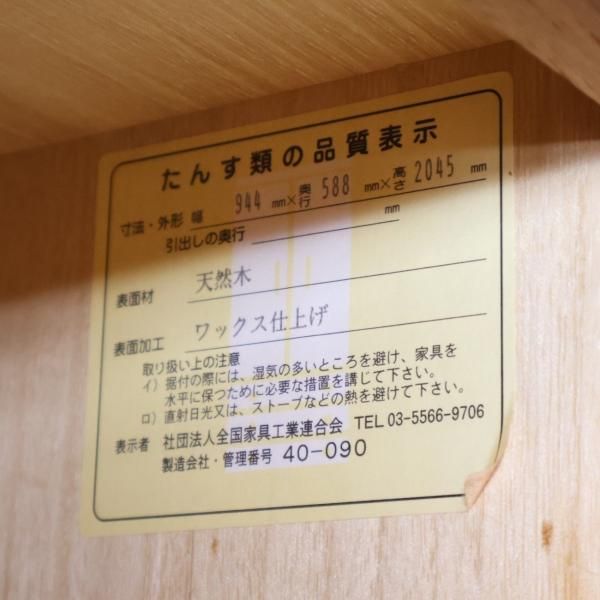 たんす類の品質表示
寸法・外形 幅 944 mm×奥行 588 mm×高さ 2045 mm
引出しの奥行 mm
表面材 天然木
表面加工 ワックス仕上げ
取り扱い上の注意
イ）据付の際には、湿気の多いところを避け、家具を
水平に保つために必要な措置を講じて下さい。
ロ）直射日光又は、ストーブなどの熱を避けて下さい。
表示者 社団法人全国家具工業連合会 TEL 03-5566-9706
製造会社・管理番号 40-090